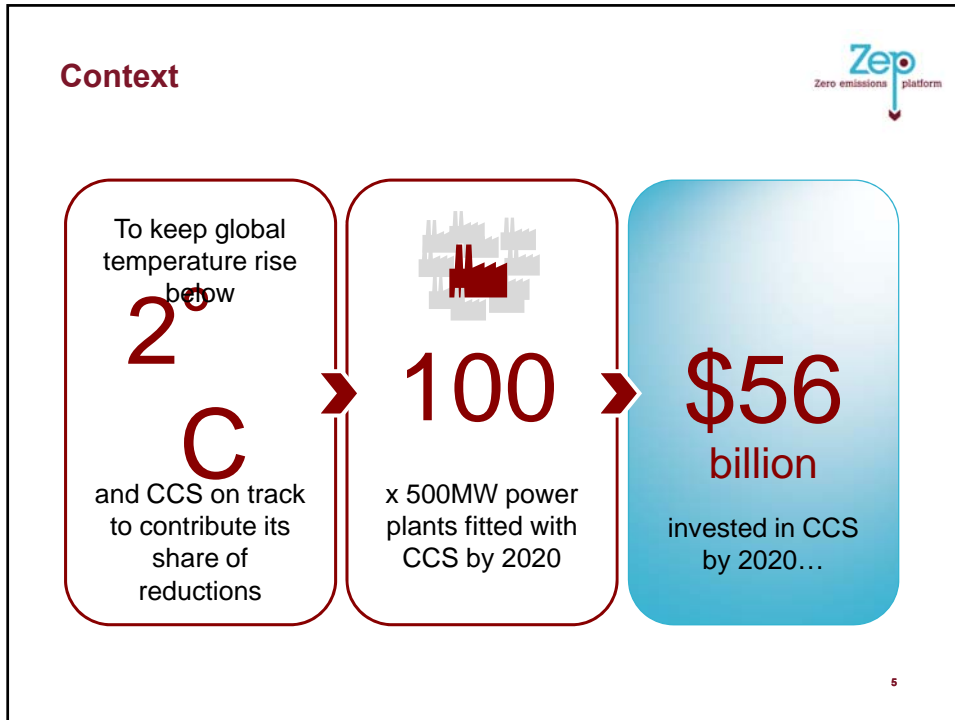 Context
Zep
Zero emissions platform
To keep global
temperature rise
below
2°
C
and CCS on track
to contribute its
share of
reductions
100
x 500MW power
plants fitted with
CCS by 2020
$56
billion
invested in CCS
by 2020…
5